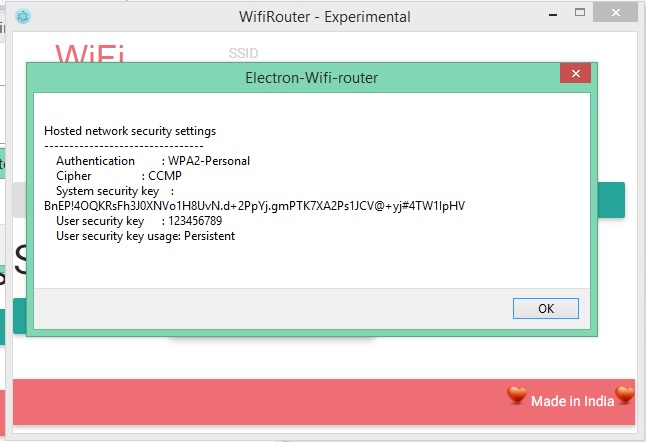 WifiRouter - Experimental
WiFi
SSID
Electron-Wifi-router
Hosted network security settings
---------------------------------
Authentication : WPA2-Personal
Cipher : CCMP
System security key :
BnEP!4OQKRsFh3J0XNVo1H8UvN.d+2PpYj.gmPTK7XA2Ps1JCV@+yj#4TW1IpHV
User security key : 123456789
User security key usage: Persistent
OK
Made in India